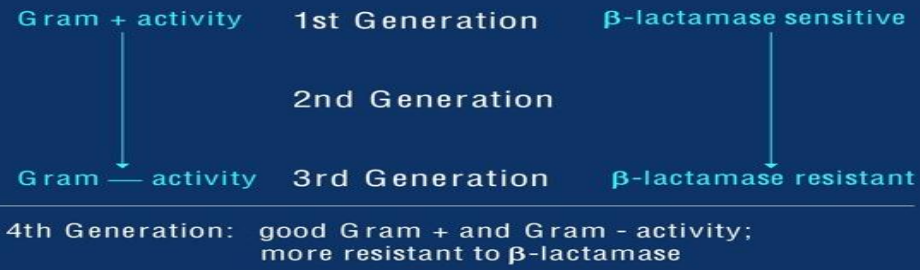 Gram + activity 1st Generation β-lactamase sensitive
2nd Generation
Gram — activity 3rd Generation β-lactamase resistant
4th Generation: good Gram + and Gram - activity;
more resistant to β-lactamase